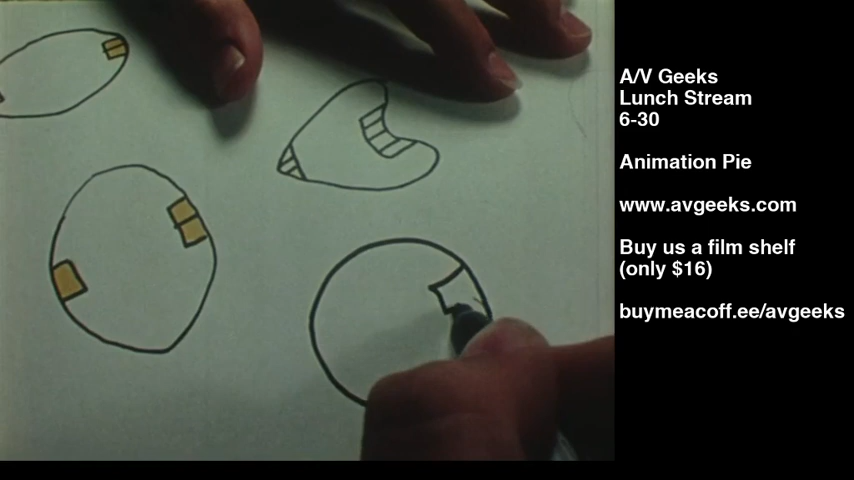 A/V Geeks
Lunch Stream
6-30
Animation Pie
www.avgeeks.com
Buy us a film shelf
(only $16)
buymeacoff.ee/avgeeks